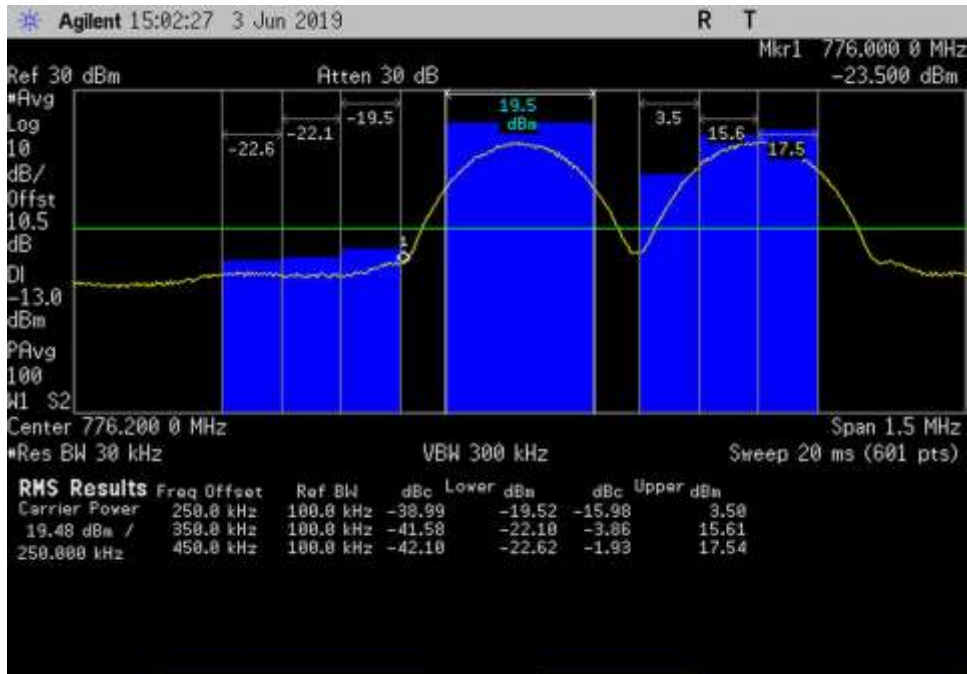 Agilent 15:02:27 3 Jun 2019 R T
Mkr1 776.000 0 MHz
Ref 30 dBm Atten 30 dB -23.500 dBm
#Avg
Log
10
dB/
Offst
10.5
dB
DI
-13.0
dBm
PAvg
100
W1 S2
-22.6 -22.1 -19.5 19.5 dBm 3.5 15.6 17.5
1
Center 776.200 0 MHz Span 1.5 MHz
#Res BW 30 kHz VBW 300 kHz Sweep 20 ms (601 pts)
RMS Results Freq Offset Ref BW dBc Lower dBm dBc Upper dBm
Carrier Power 250.0 kHz 100.0 kHz -38.99 -19.52 -15.98 3.50
19.48 dBm / 350.0 kHz 100.0 kHz -41.58 -22.10 -3.86 15.61
250.000 kHz 450.0 kHz 100.0 kHz -42.10 -22.62 -1.93 17.54